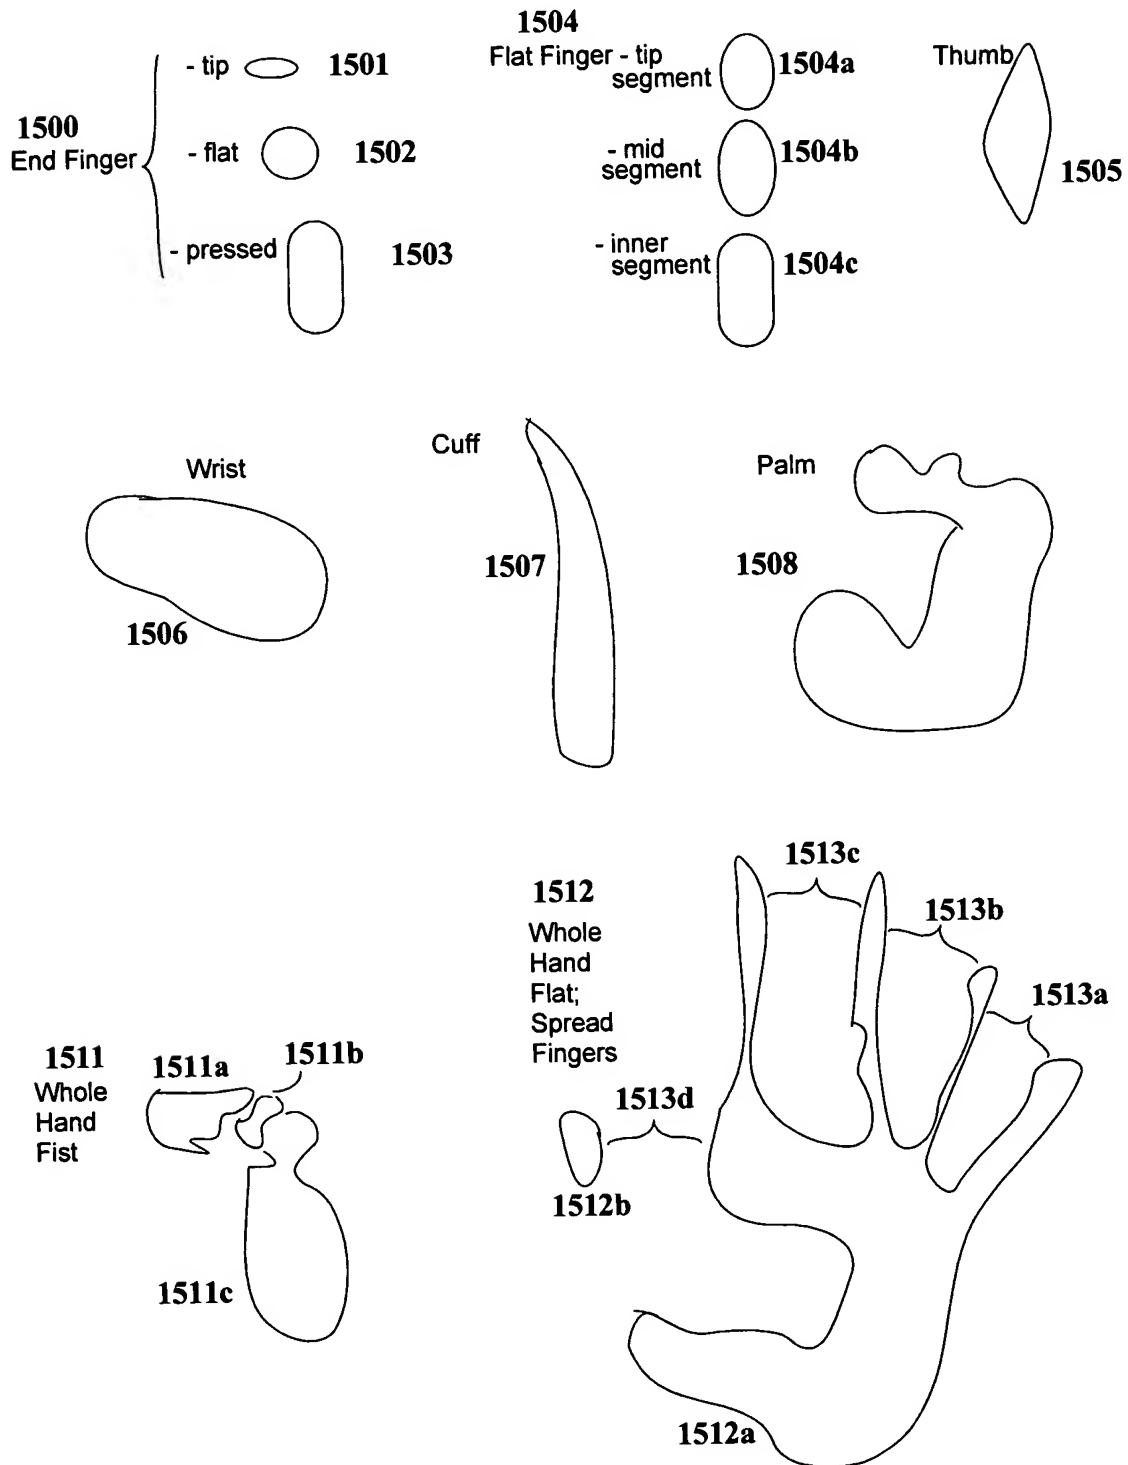 1500
End Finger
- tip
1501
- flat
1502
- pressed
1503
1504
Flat Finger - tip
segment
1504a
- mid
segment
1504b
- inner
segment
1504c
Thumb
1505
Wrist
1506
Cuff
1507
Palm
1508
1511
Whole
Hand
Fist
1511a
1511b
1511c
1512
Whole
Hand
Flat;
Spread
Fingers
1513c
1513b
1513a
1513d
1512b
1512a